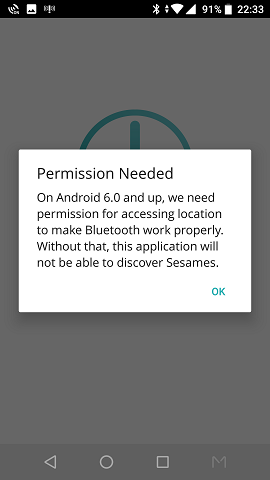 91% 22:33
Permission Needed
On Android 6.0 and up, we need
permission for accessing location
to make Bluetooth work properly.
Without that, this application will
not be able to discover Sesames.
OK